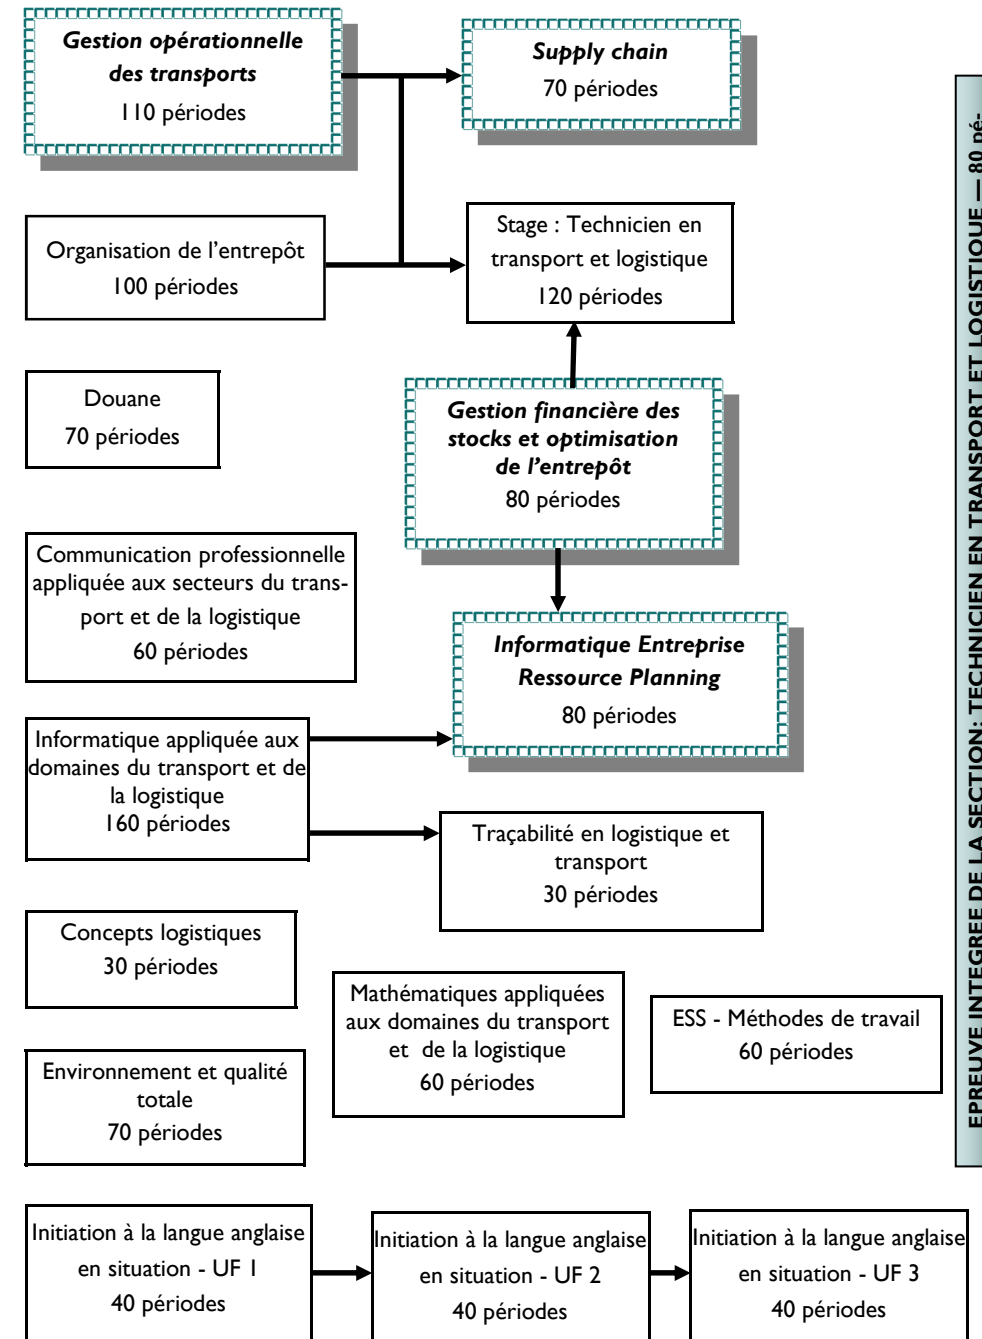 Gestion opérationnelle
des transports
110 périodes
Supply chain
70 périodes
Organisation de l'entrepôt
100 périodes
Stage : Technicien en
transport et logistique
120 périodes
Douane
70 périodes
Gestion financière des
stocks et optimisation
de l'entrepôt
80 périodes
Communication professionnelle
appliquée aux secteurs du trans-
port et de la logistique
60 périodes
Informatique Entreprise
Ressource Planning
80 périodes
Informatique appliquée aux
domaines du transport et de
la logistique
160 périodes
Traçabilité en logistique et
transport
30 périodes
Concepts logistiques
30 périodes
Mathématiques appliquées
aux domaines du transport
et de la logistique
60 périodes
ESS - Méthodes de travail
60 périodes
Environnement et qualité
totale
70 périodes
Initiation à la langue anglaise
en situation - UF 1
40 périodes
Initiation à la langue anglaise
en situation - UF 2
40 périodes
Initiation à la langue anglaise
en situation - UF 3
40 périodes
EPREUVE INTEGREE DE LA SECTION: TECHNICIEN EN TRANSPORT ET LOGISTIQUE — 80 pé-